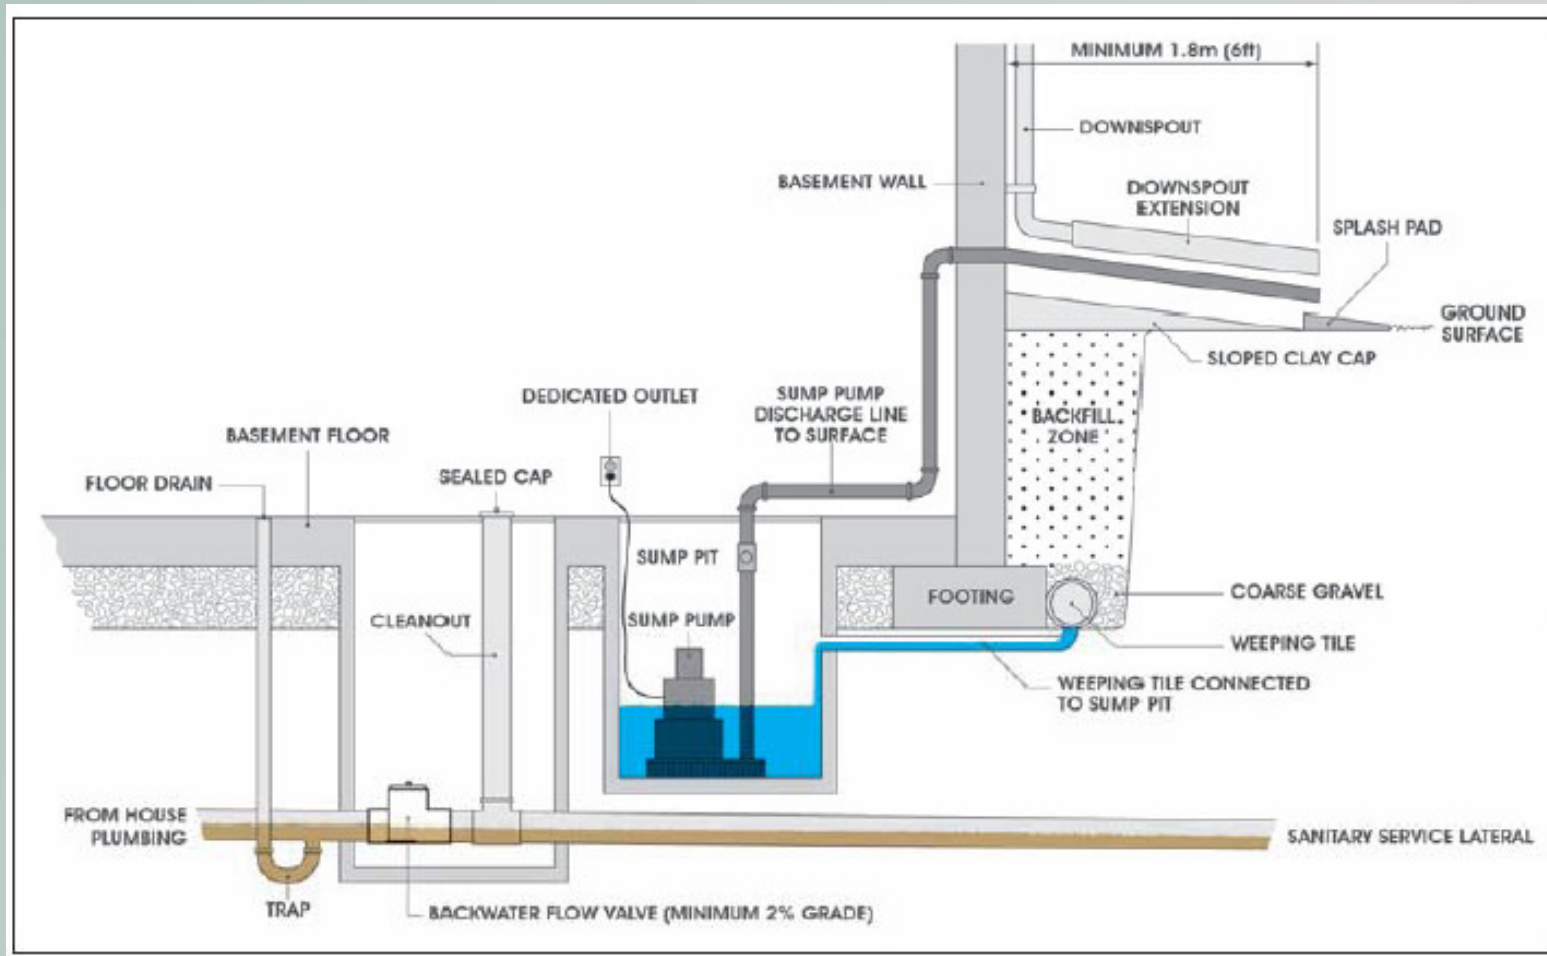 MINIMUM 1.8m (6ft)
DOWNISPOUT
BASEMENT WALL
DOWNSPOUT
EXTENSION
SPLASH PAD
GROUND
SURFACE
SLOPED CLAY CAP
DEDICATED OUTLET
SUMP PUMP
DISCHARGE LINE
TO SURFACE
BACKFILL
ZONE
BASEMENT FLOOR
FLOOR DRAIN
SEALED CAP
SUMP PIT
CLEANOUT
SUMP PUMP
FOOTING
COARSE GRAVEL
WEEPING TILE
WEEPING TILE CONNECTED
TO SUMP PIT
FROM HOUSE
PLUMBING
SANITARY SERVICE LATERAL
TRAP
BACKWATER FLOW VALVE (MINIMUM 2% GRADE)